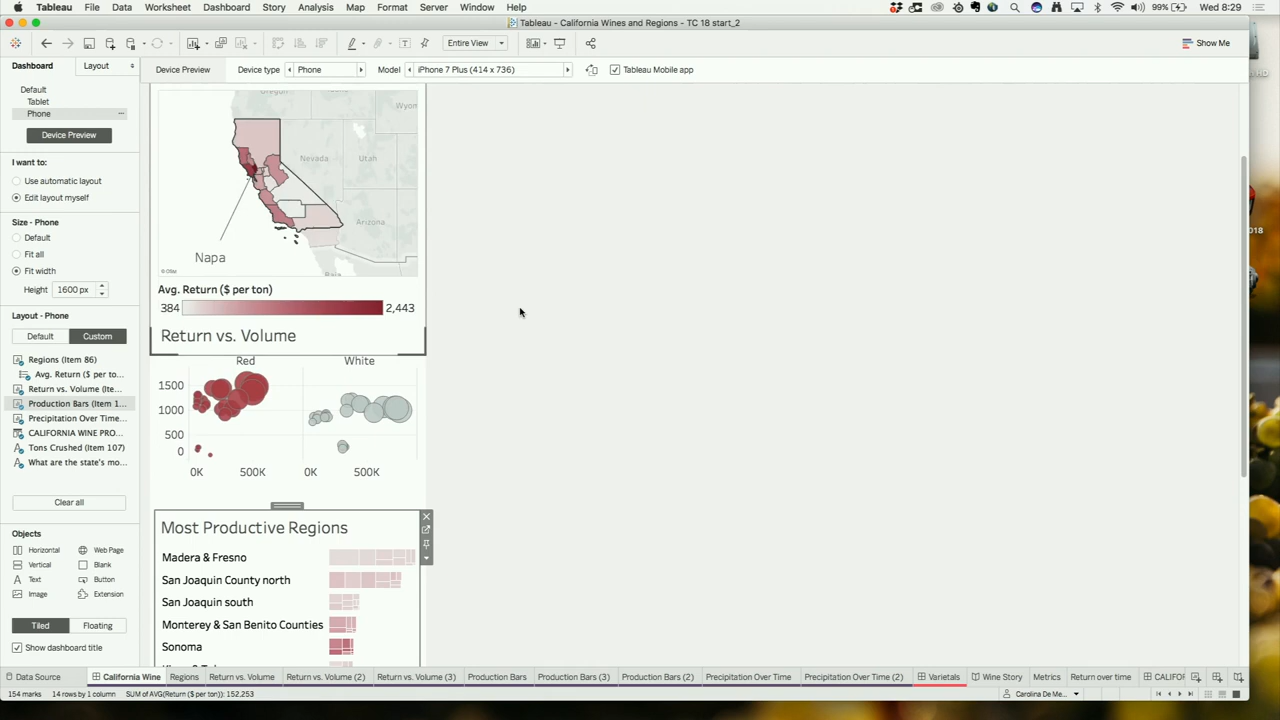 Tableau File Data Worksheet Dashboard Story Analysis Map Format Server Window Help 99% Wed 8:29
Tableau - California Wines and Regions - TC 18 start_2
Entire View Show Me
Dashboard Layout Device Preview Device type Phone Model iPhone 7 Plus (414 x 736) Tableau Mobile app
Default
Tablet
Phone
Device Preview
I want to:
Use automatic layout
Edit layout myself
Size - Phone
Default
Fit all
Fit width
Height 1600 px
Layout - Phone
Default Custom
Regions (Item 86)
Avg. Return ($ per to...
Return vs. Volume (Ite...
Production Bars (Item 1...
Precipitation Over Time...
CALIFORNIA WINE PRO...
Tons Crushed (Item 107)
What are the state's mo...
Clear all
Objects
Horizontal Web Page
Vertical Blank
Text Button
Image Extension
Tiled Floating
Show dashboard title
Oregon
Wyom
Nevada Utah
Arizona
Napa
Baja
© OSM
Avg. Return ($ per ton)
384 2,443
Return vs. Volume
Red White
1500
1000
500
0
0K 500K 0K 500K
Most Productive Regions
Madera & Fresno
San Joaquin County north
San Joaquin south
Monterey & San Benito Counties
Sonoma
018
Data Source California Wine Regions Return vs. Volume Return vs. Volume (2) Return vs. Volume (3) Production Bars Production Bars (3) Production Bars (2) Precipitation Over Time Precipitation Over Time (2) Varietals Wine Story Metrics Return over time CALIFO
154 marks 14 rows by 1 column SUM of AVG(Return ($ per ton)): 152,253 Carolina De Me...